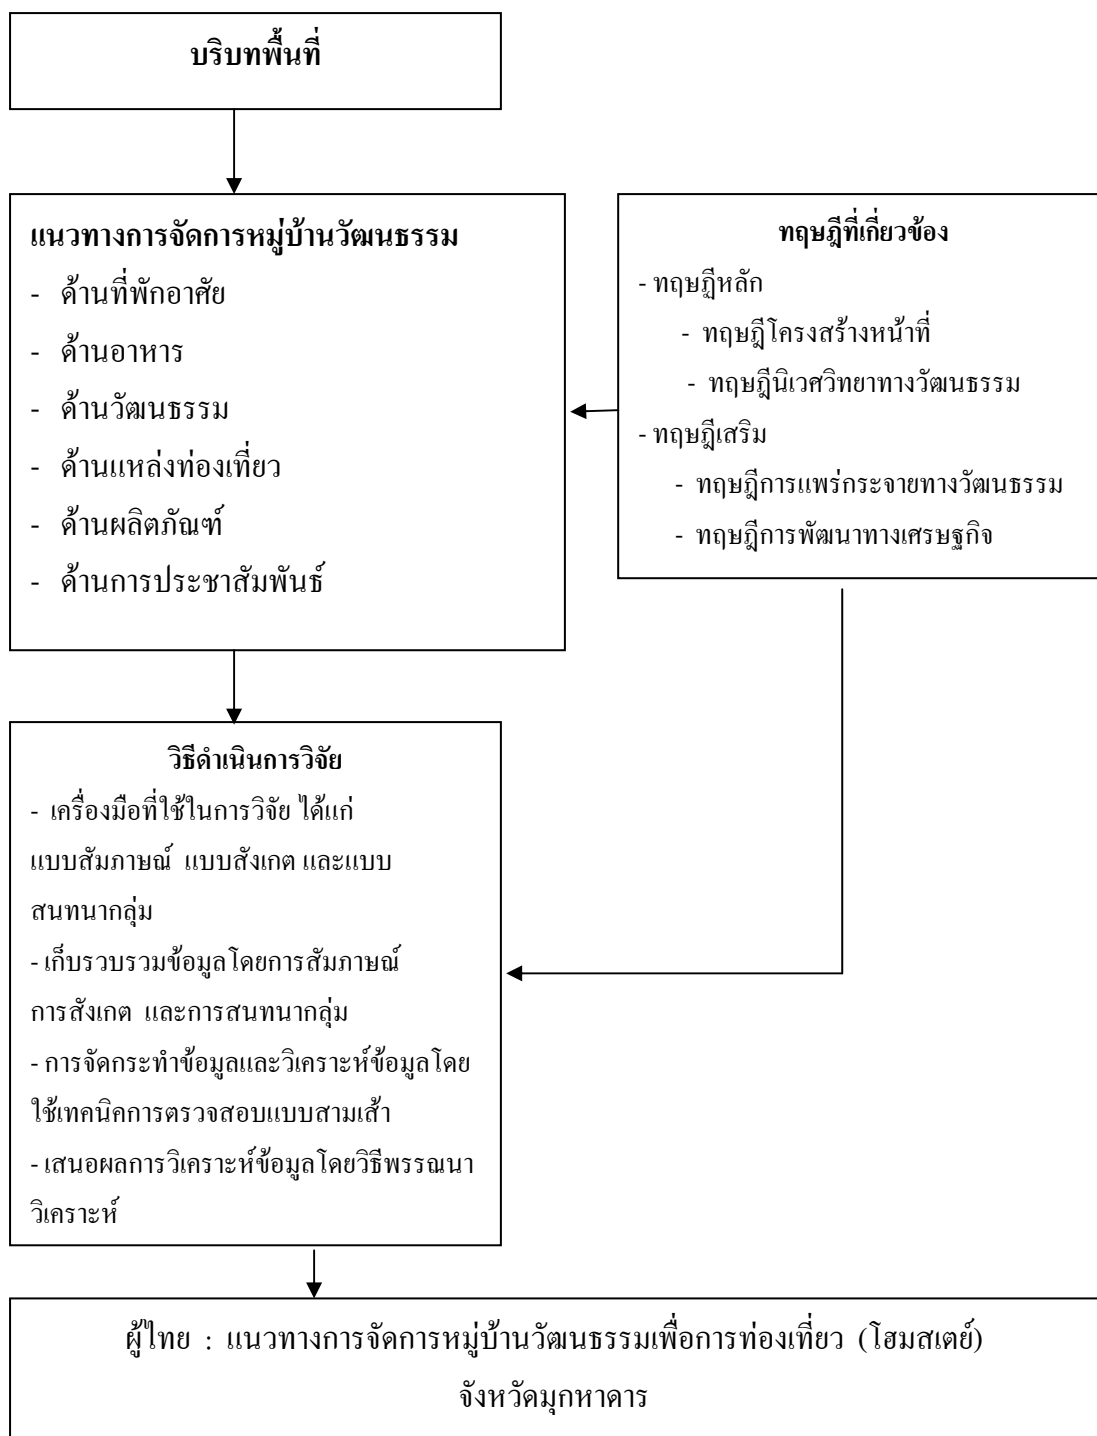 บริบทพื้นที่
แนวทางการจัดการหมู่บ้านวัฒนธรรม
- ด้านที่พักอาศัย
- ด้านอาหาร
- ด้านวัฒนธรรม
- ด้านแหล่งท่องเที่ยว
- ด้านผลิตภัณฑ์
- ด้านการประชาสัมพันธ์
ทฤษฎีที่เกี่ยวข้อง
- ทฤษฏีหลัก
- ทฤษฎีโครงสร้างหน้าที่
- ทฤษฎีนิเวศวิทยาทางวัฒนธรรม
- ทฤษฎีเสริม
- ทฤษฎีการแพร่กระจายทางวัฒนธรรม
- ทฤษฎีการพัฒนาทางเศรษฐกิจ
วิธีดำเนินการวิจัย
- เครื่องมือที่ใช้ในการวิจัย ได้แก่
แบบสัมภาษณ์ แบบสังเกต และแบบ
สนทนากลุ่ม
- เก็บรวบรวมข้อมูลโดยการสัมภาษณ์
การสังเกต และการสนทนากลุ่ม
- การจัดกระทำข้อมูลและวิเคราะห์ข้อมูลโดย
ใช้เทคนิคการตรวจสอบแบบสามเส้า
- เสนอผลการวิเคราะห์ข้อมูลโดยวิธีพรรณนา
วิเคราะห์
ผู้ไทย : แนวทางการจัดการหมู่บ้านวัฒนธรรมเพื่อการท่องเที่ยว (โฮมสเตย์)
จังหวัดมุกหาดาร